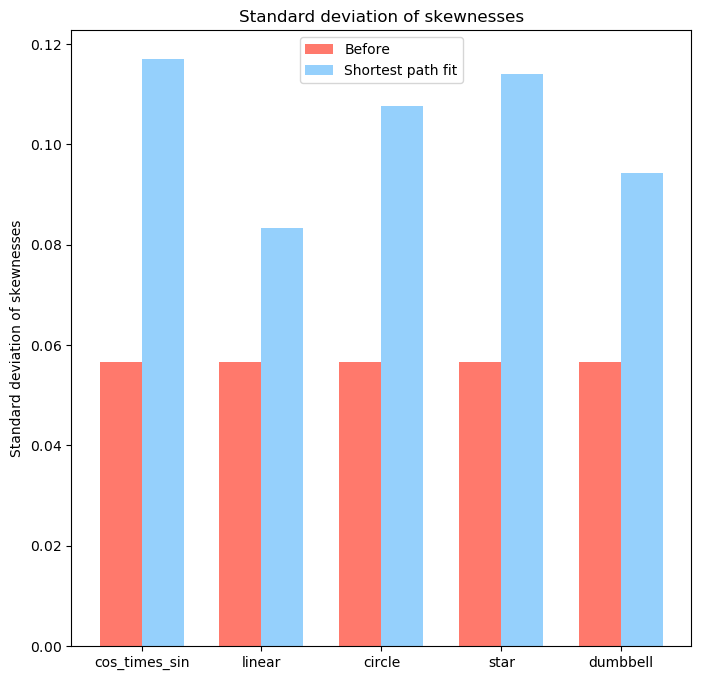 Standard deviation of skewnesses
Before
Shortest path fit
Standard deviation of skewnesses
0.12
0.10
0.08
0.06
0.04
0.02
0.00
cos_times_sin linear circle star dumbbell